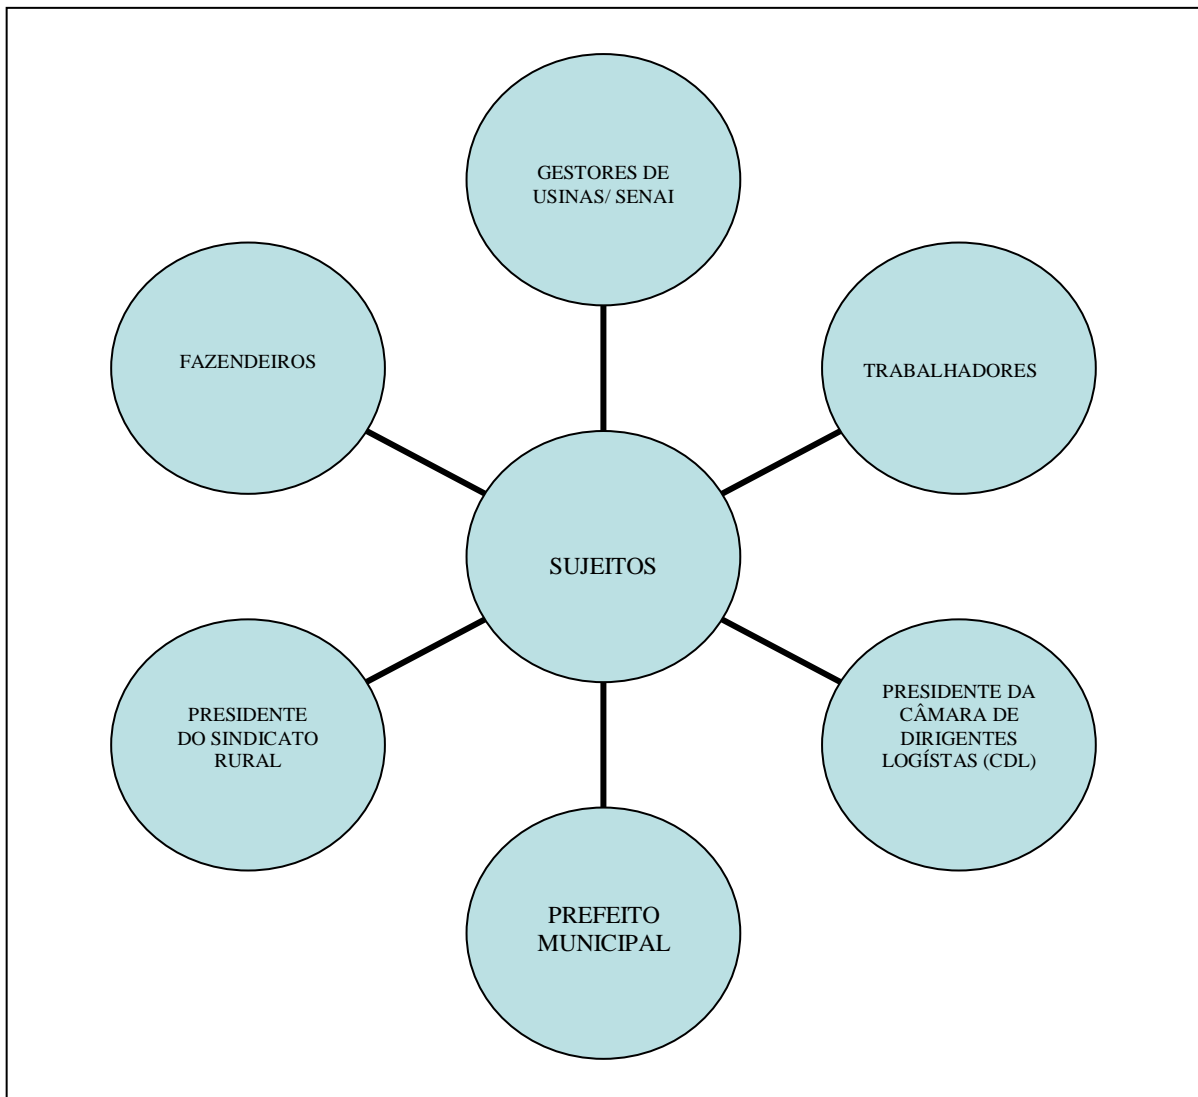 GESTORES DE
USINAS/ SENAI
FAZENDEIROS
TRABALHADORES
SUJEITOS
PRESIDENTE
DO SINDICATO
RURAL
PRESIDENTE DA
CÂMARA DE
DIRIGENTES
LOGÍSTAS (CDL)
PREFEITO
MUNICIPAL